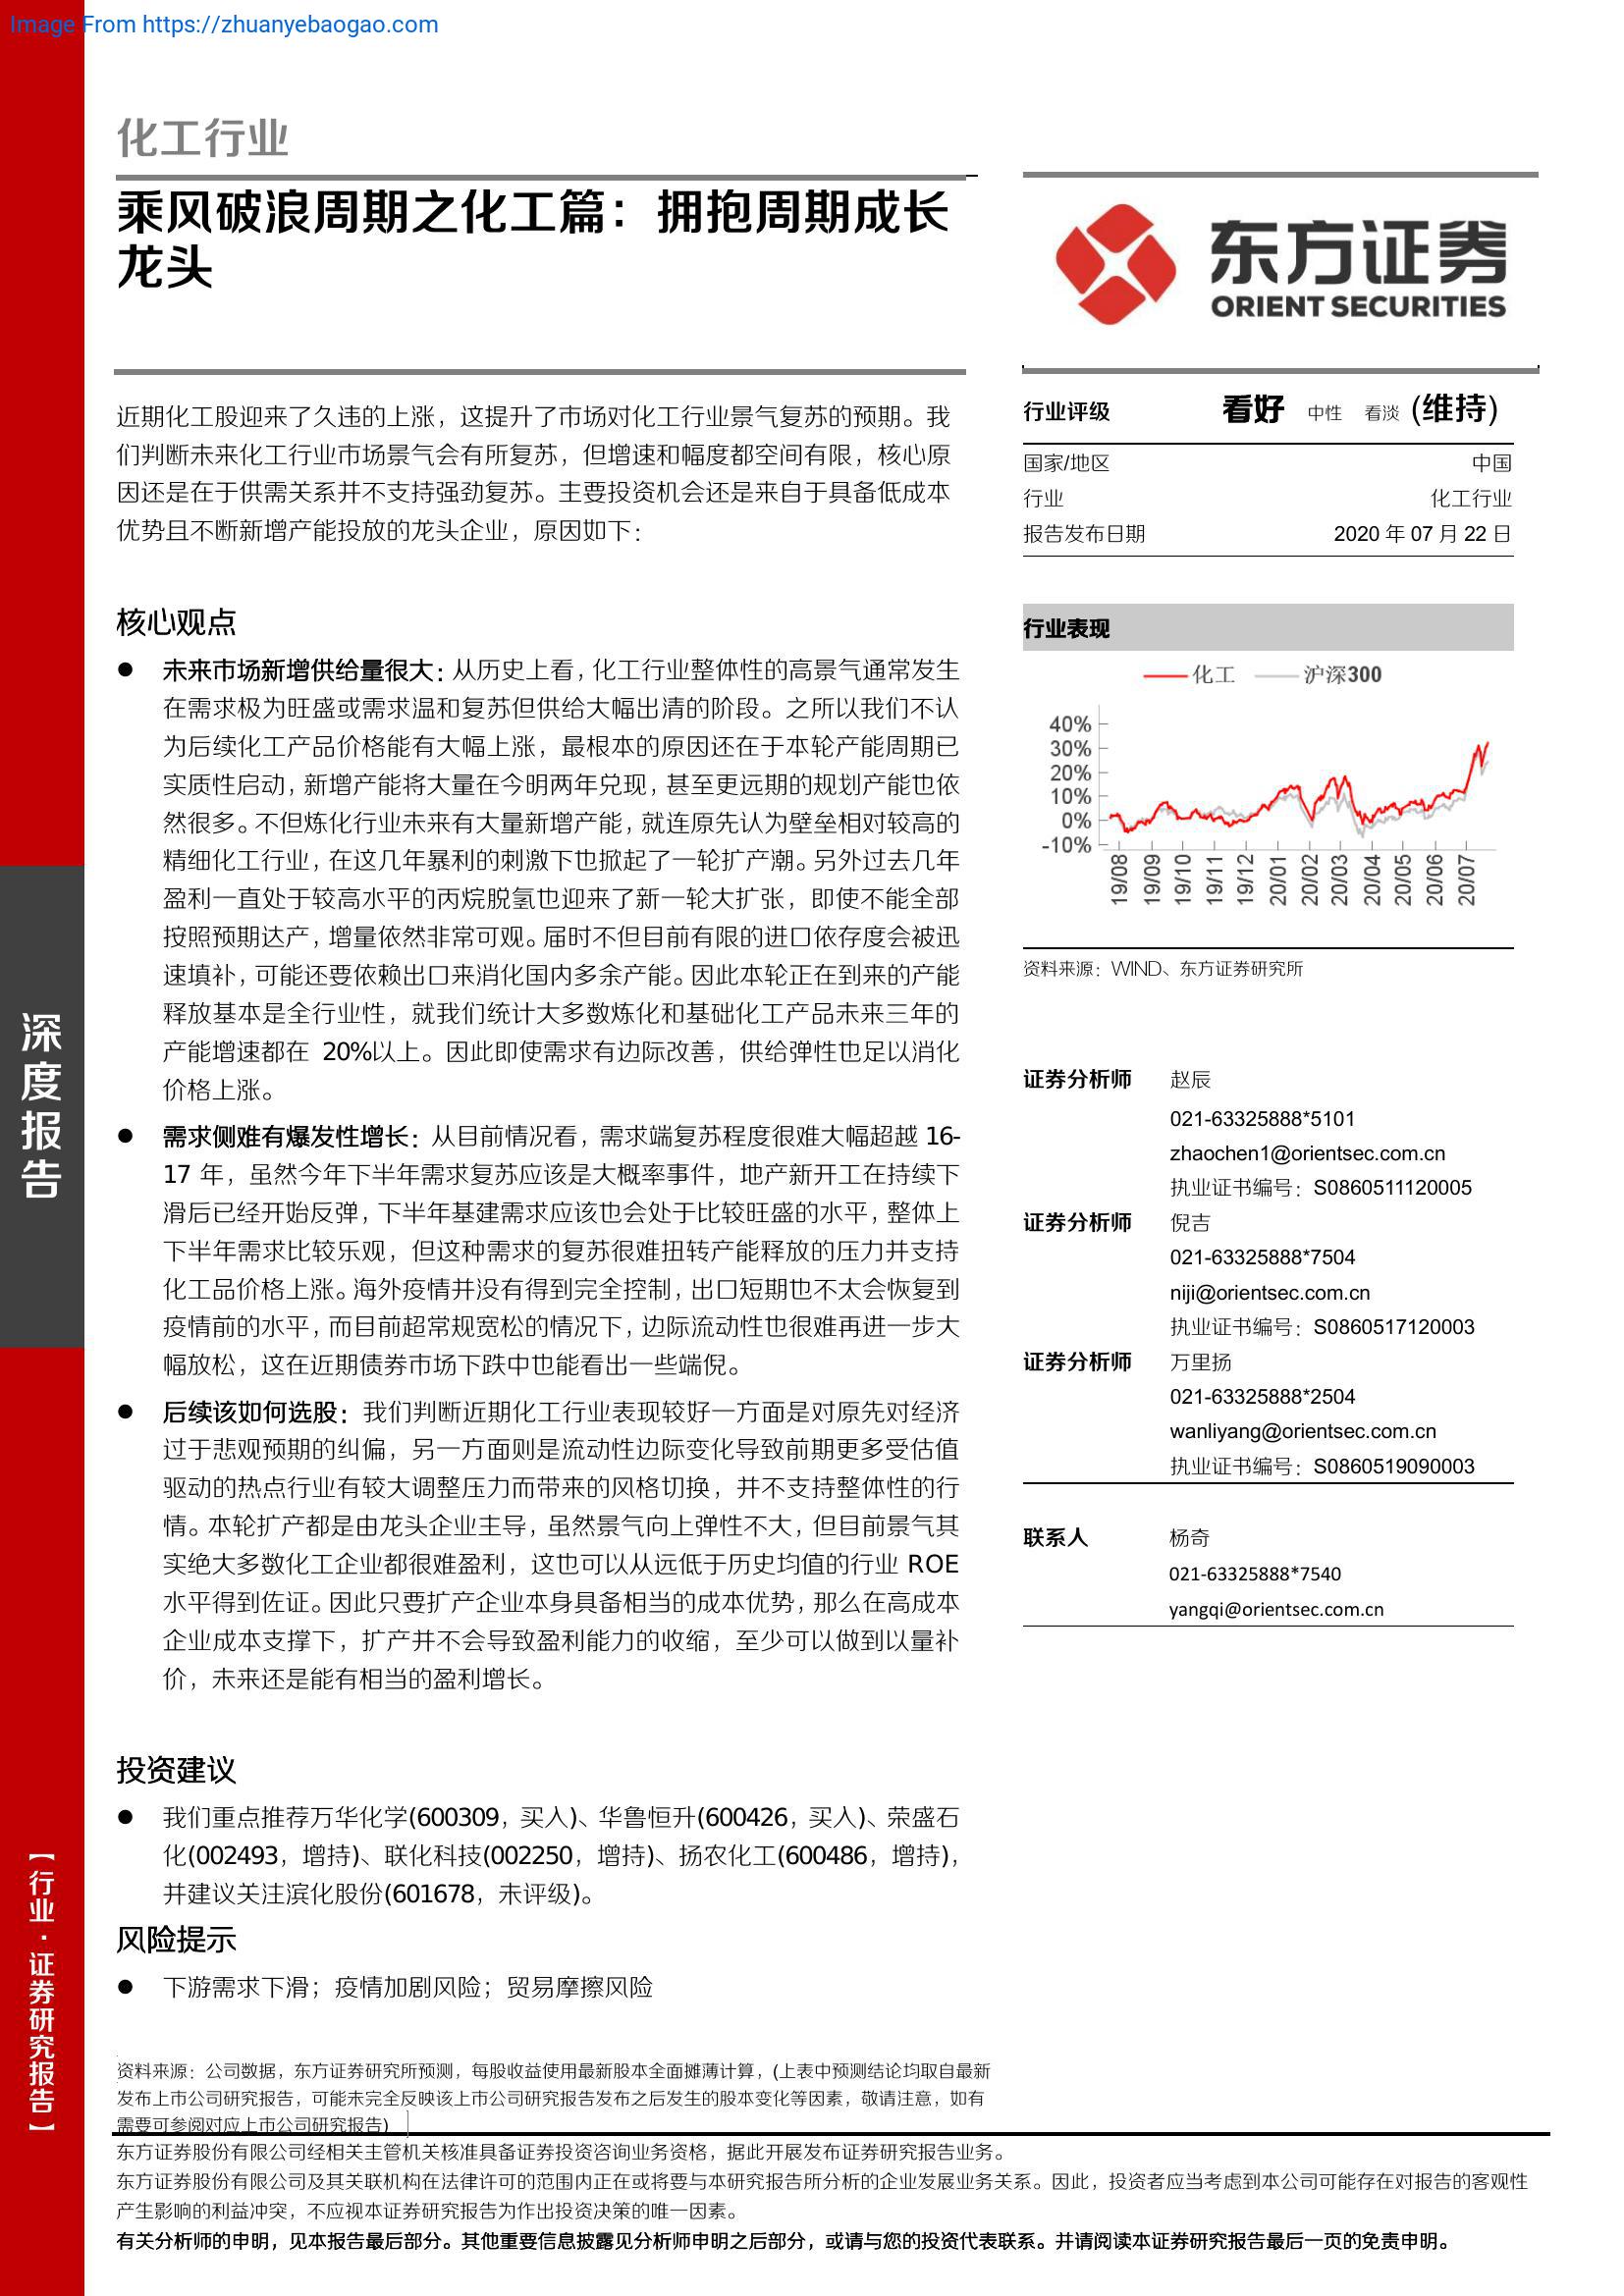 Image From https://zhuanyebaogao.com
化工行业
乘风破浪周期之化工篇：拥抱周期成长
龙头
东方证券
ORIENT SECURITIES
近期化工股迎来了久违的上涨，这提升了市场对化工行业景气复苏的预期。我
们判断未来化工行业市场景气会有所复苏，但增速和幅度都空间有限，核心原
因还是在于供需关系并不支持强劲复苏。主要投资机会还是来自于具备低成本
优势且不断新增产能投放的龙头企业，原因如下：
核心观点
● 未来市场新增供给量很大：从历史上看，化工行业整体性的高景气通常发生
在需求极为旺盛或需求温和复苏但供给大幅出清的阶段。之所以我们不认
为后续化工产品价格能有大幅上涨，最根本的原因还在于本轮产能周期已
实质性启动，新增产能将大量在今明两年兑现，甚至更远期的规划产能也依
然很多。不但炼化行业未来有大量新增产能，就连原先认为壁垒相对较高的
精细化工行业，在这几年暴利的刺激下也掀起了一轮扩产潮。另外过去几年
盈利一直处于较高水平的丙烷脱氢也迎来了新一轮大扩张，即使不能全部
按照预期达产，增量依然非常可观。届时不但目前有限的进口依存度会被迅
速填补，可能还要依赖出口来消化国内多余产能。因此本轮正在到来的产能
释放基本是全行业性，就我们统计大多数炼化和基础化工产品未来三年的
产能增速都在 20%以上。因此即使需求有边际改善，供给弹性也足以消化
价格上涨。
● 需求侧难有爆发性增长：从目前情况看，需求端复苏程度很难大幅超越 16-
17 年，虽然今年下半年需求复苏应该是大概率事件，地产新开工在持续下
滑后已经开始反弹，下半年基建需求应该也会处于比较旺盛的水平，整体上
下半年需求比较乐观，但这种需求的复苏很难扭转产能释放的压力并支持
化工品价格上涨。海外疫情并没有得到完全控制，出口短期也不太会恢复到
疫情前的水平，而目前超常规宽松的情况下，边际流动性也很难再进一步大
幅放松，这在近期债券市场下跌中也能看出一些端倪。
● 后续该如何选股：我们判断近期化工行业表现较好一方面是对原先对经济
过于悲观预期的纠偏，另一方面则是流动性边际变化导致前期更多受估值
驱动的热点行业有较大调整压力而带来的风格切换，并不支持整体性的行
情。本轮扩产都是由龙头企业主导，虽然景气向上弹性不大，但目前景气其
实绝大多数化工企业都很难盈利，这也可以从远低于历史均值的行业 ROE
水平得到佐证。因此只要扩产企业本身具备相当的成本优势，那么在高成本
企业成本支撑下，扩产并不会导致盈利能力的收缩，至少可以做到以量补
价，未来还是能有相当的盈利增长。
投资建议
● 我们重点推荐万华化学(600309，买入)、华鲁恒升(600426，买入)、荣盛石
化(002493，增持)、联化科技(002250，增持)、扬农化工(600486，增持)，
并建议关注滨化股份(601678，未评级)。
风险提示
● 下游需求下滑；疫情加剧风险；贸易摩擦风险
行业评级 看好 中性 看淡 (维持)
国家/地区 中国
行业 化工行业
报告发布日期 2020 年 07 月 22 日
行业表现
化工 沪深300
40%
30%
20%
10%
0%
-10%
19/08 19/09 19/10 19/11 19/12 20/01 20/02 20/03 20/04 20/05 20/06 20/07
资料来源：WIND、东方证券研究所
证券分析师 赵辰
021-63325888*5101
zhaochen1@orientsec.com.cn
执业证书编号：S0860511120005
证券分析师 倪吉
021-63325888*7504
niji@orientsec.com.cn
执业证书编号：S0860517120003
证券分析师 万里扬
021-63325888*2504
wanliyang@orientsec.com.cn
执业证书编号：S0860519090003
联系人 杨奇
021-63325888*7540
yangqi@orientsec.com.cn
深度报告
【行业·证券研究报告】
资料来源：公司数据，东方证券研究所预测，每股收益使用最新股本全面摊薄计算，(上表中预测结论均取自最新
发布上市公司研究报告，可能未完全反映该上市公司研究报告发布之后发生的股本变化等因素，敬请注意，如有
需要可参阅对应上市公司研究报告)
东方证券股份有限公司经相关主管机关核准具备证券投资咨询业务资格，据此开展发布证券研究报告业务。
东方证券股份有限公司及其关联机构在法律许可的范围内正在或将要与本研究报告所分析的企业发展业务关系。因此，投资者应当考虑到本公司可能存在对报告的客观性
产生影响的利益冲突，不应视本证券研究报告为作出投资决策的唯一因素。
有关分析师的申明，见本报告最后部分。其他重要信息披露见分析师申明之后部分，或请与您的投资代表联系。并请阅读本证券研究报告最后一页的免责申明。